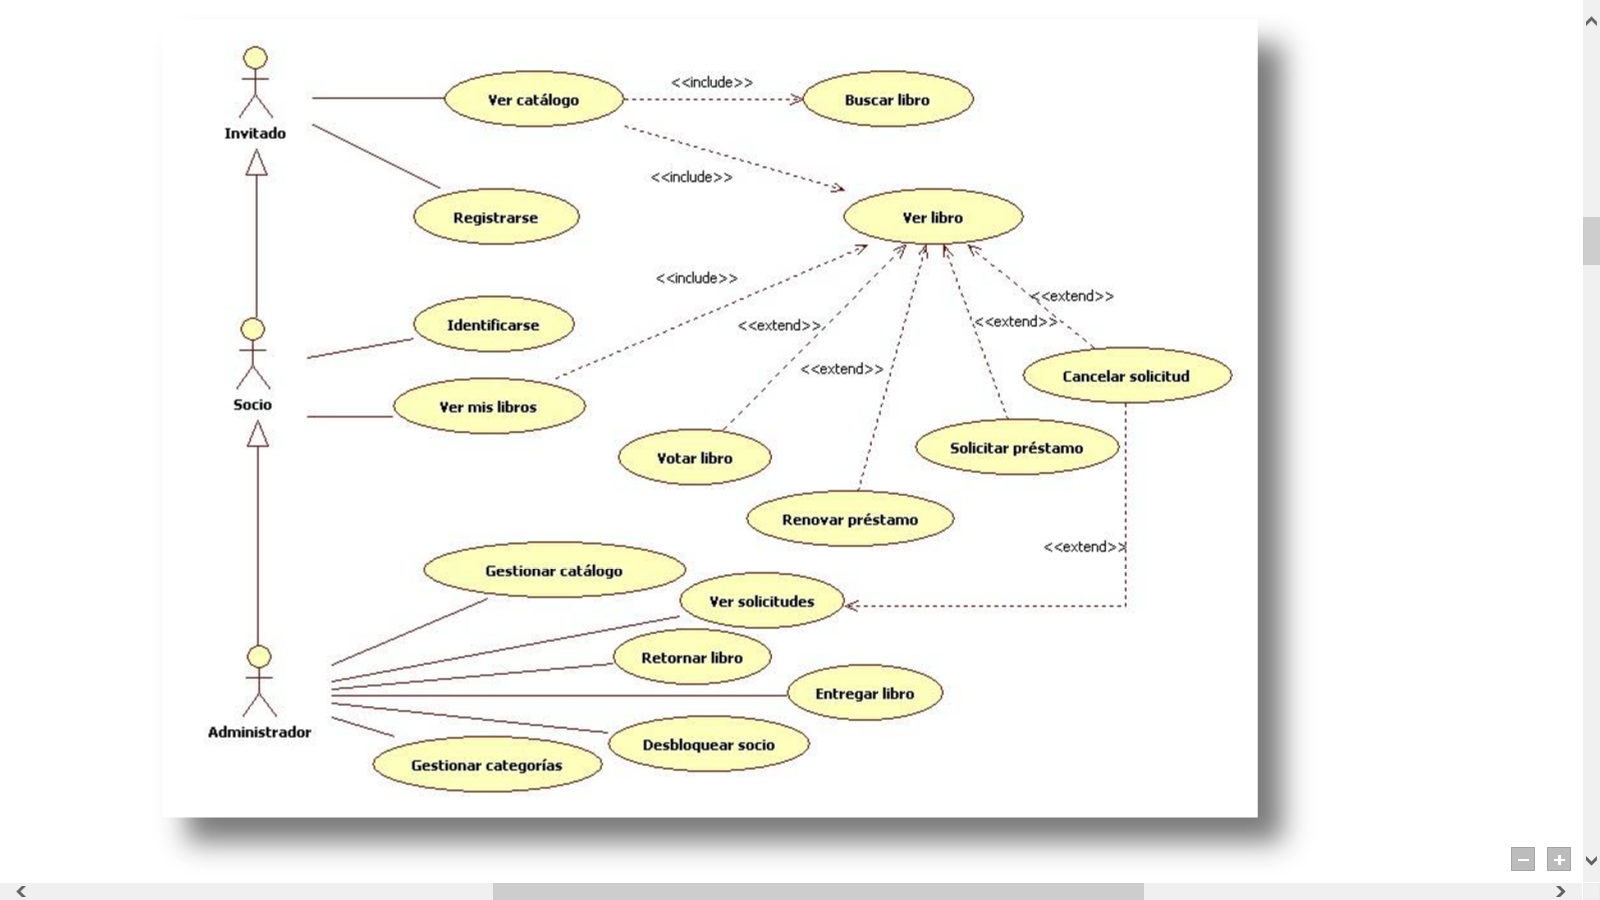 <<include>>
Ver catálogo
Buscar libro
Invitado
<<include>>
Registrarse
Ver libro
<<include>>
<<extend>>
Identificarse
<<extend>>
<<extend>>
<<extend>>
Cancelar solicitud
Socio
Ver mis libros
Votar libro
Solicitar préstamo
Renovar préstamo
<<extend>>
Gestionar catálogo
Ver solicitudes
Retornar libro
Entregar libro
Administrador
Desbloquear socio
Gestionar categorías